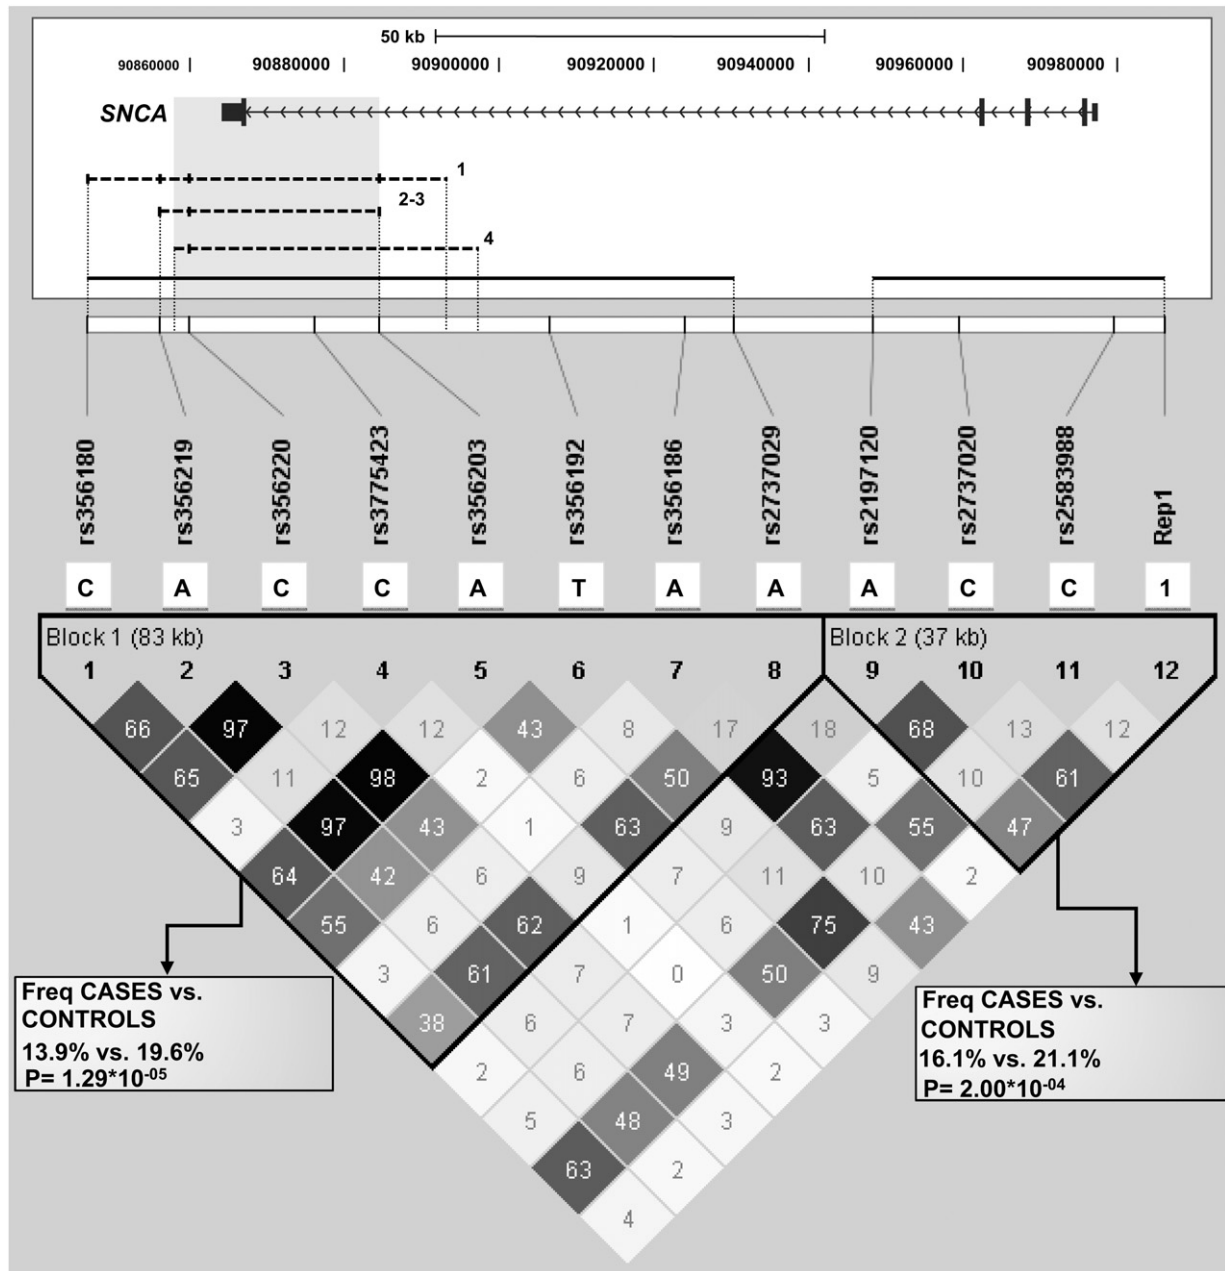 50 kb
90860000 90880000 90900000 90920000 90940000 90960000 90980000
SNCA
1
2-3
4
rs356180 rs356219 rs356220 rs3775423 rs356203 rs356192 rs356186 rs2737029 rs2197120 rs2737020 rs2583988 Rep1
C A C C A T A A A C C 1
Block 1 (83 kb) Block 2 (37 kb)
1 2 3 4 5 6 7 8 9 10 11 12
66 97 12 12 43 8 17 18 68 13 12
65 11 98 2 6 50 93 5 10 61
3 97 43 1 63 9 63 55 47
64 42 6 9 7 11 10 2
55 6 62 1 6 75 43
3 61 7 0 50 9
38 6 7 3 3
2 6 49 2
5 48 3
63 2
4
Freq CASES vs.
CONTROLS
13.9% vs. 19.6%
P= 1.29*10-05
Freq CASES vs.
CONTROLS
16.1% vs. 21.1%
P= 2.00*10-04